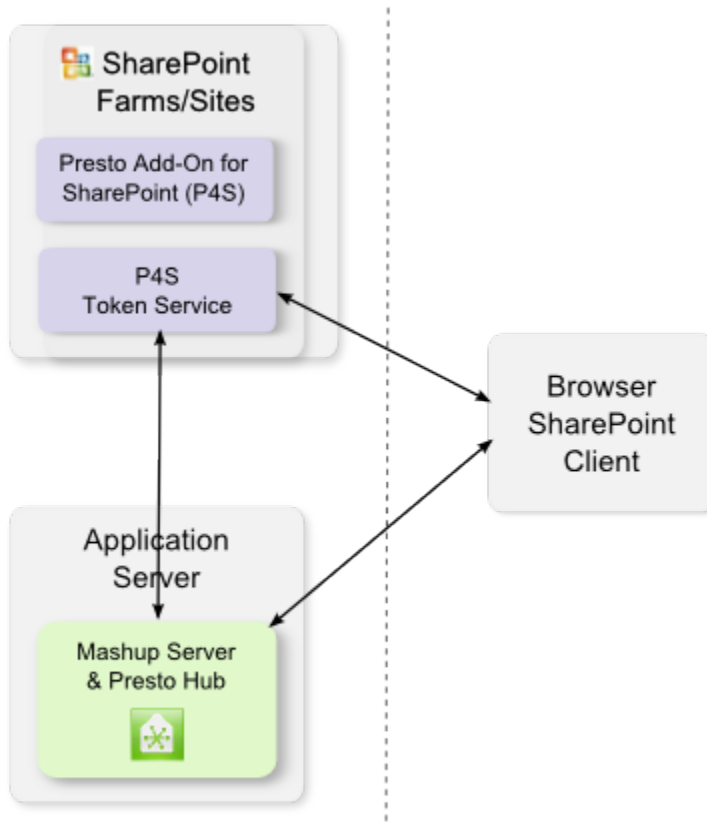 SharePoint
Farms/Sites
Presto Add-On for
SharePoint (P4S)
P4S
Token Service
Browser
SharePoint
Client
Application
Server
Mashup Server
& Presto Hub